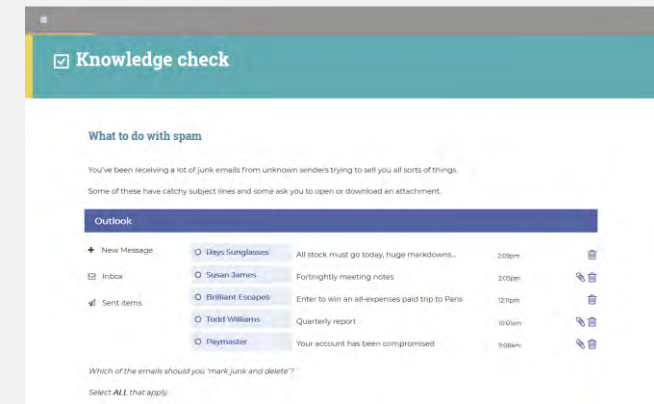 Knowledge check
What to do with spam
You've been receiving a lot of junk emails from unknown senders trying to sell you all sorts of things.
Some of these have catchy subject lines and some ask you to open or download an attachment.
Outlook
New Message
Inbox
Sent items
Rays Sunglasses All stock must go today, huge markdowns... 2:09pm
Susan James Fortnightly meeting notes 2:05pm
Brilliant Escapes Enter to win an all-expenses paid trip to Paris 12:11pm
Todd Williams Quarterly report 10:01am
Paymaster Your account has been compromised 9:08am
Which of the emails should you 'mark junk and delete'?
Select ALL that apply.